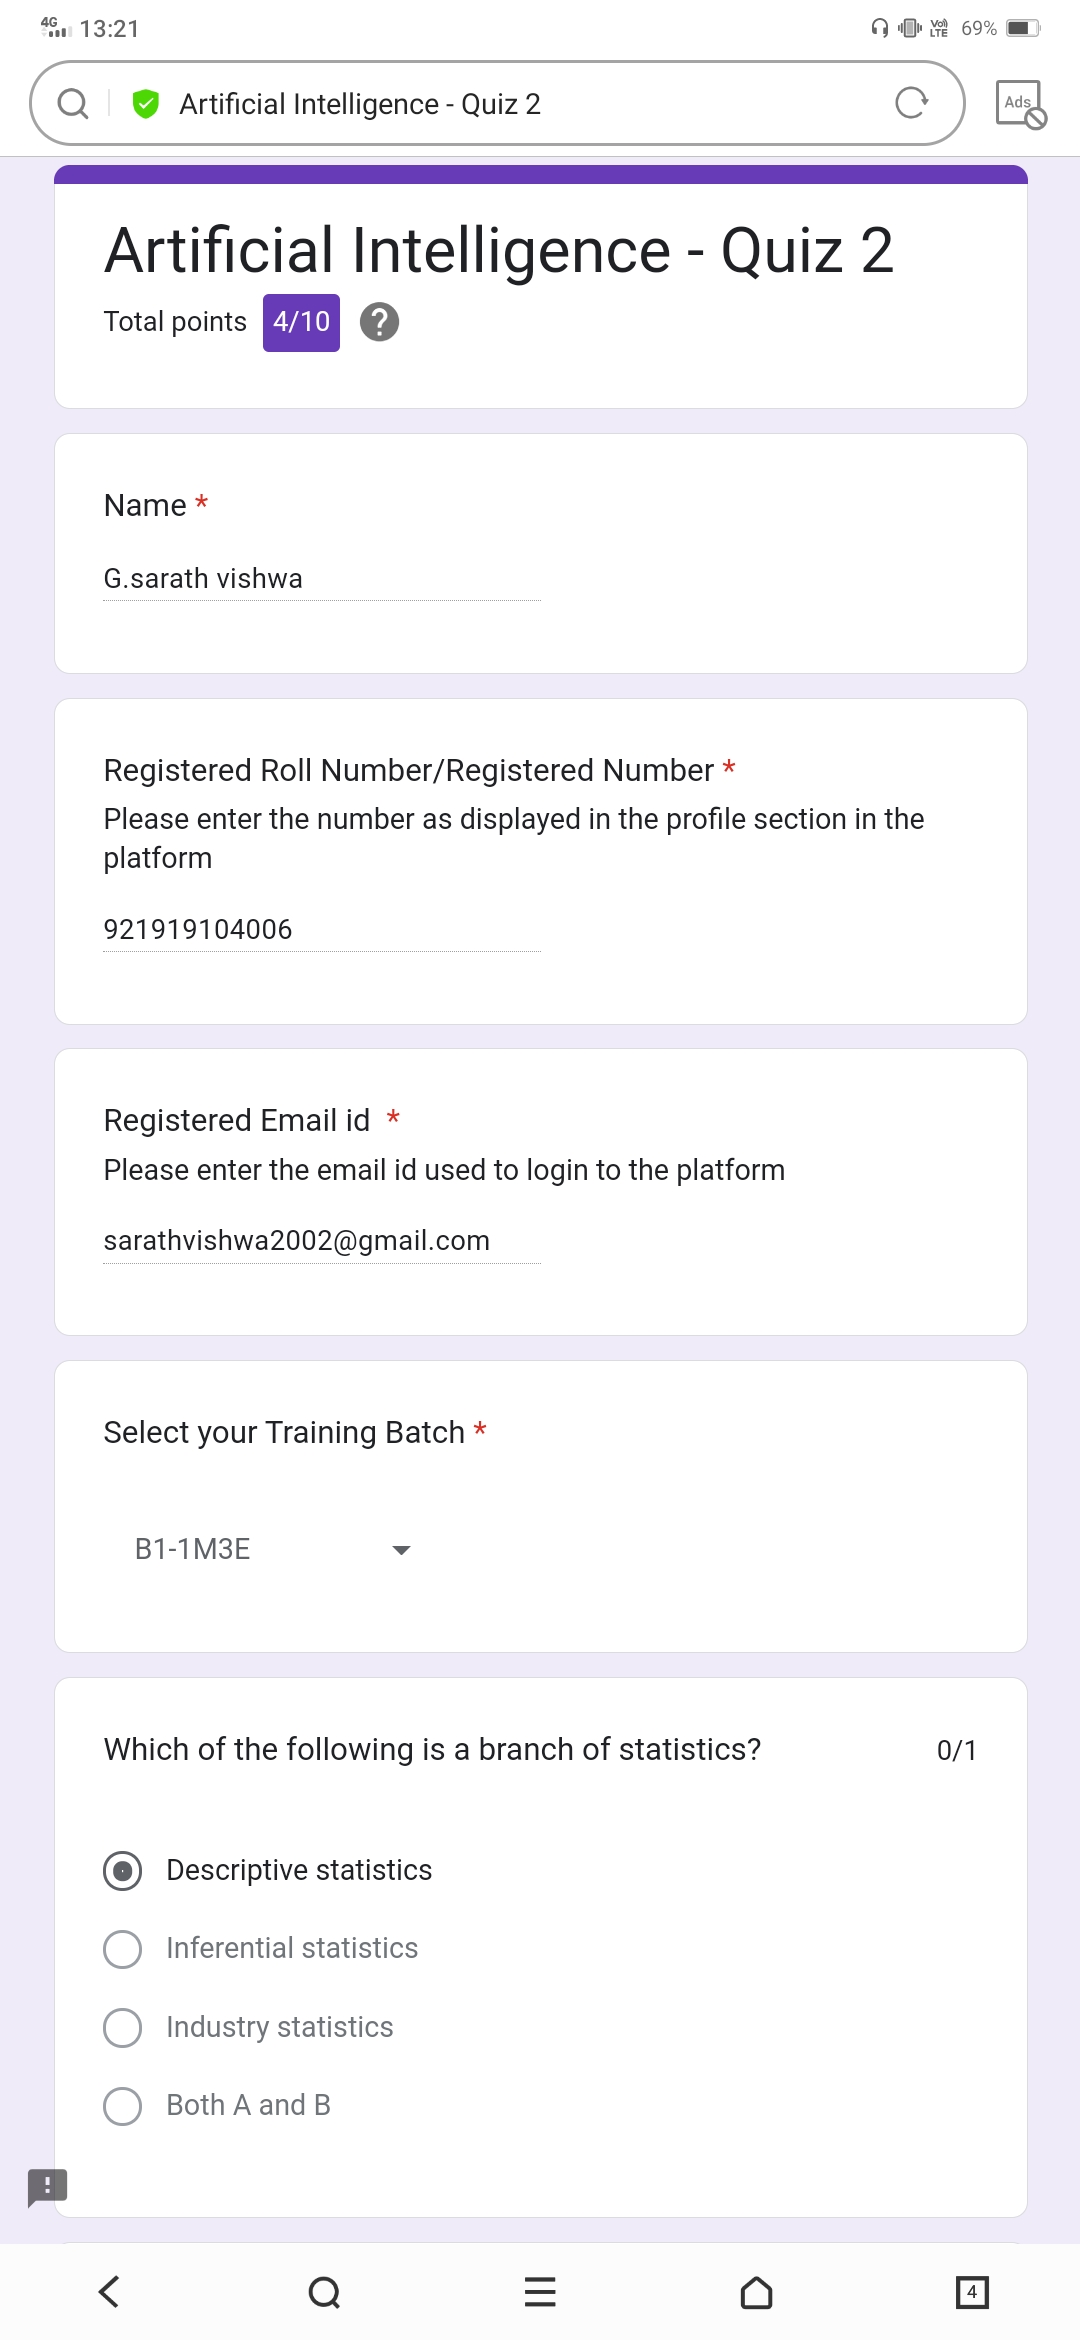 4G 13:21 Vo)) LTE 69%
Artificial Intelligence - Quiz 2 Ads
Artificial Intelligence - Quiz 2
Total points 4/10 ?
Name *
G.sarath vishwa
Registered Roll Number/Registered Number *
Please enter the number as displayed in the profile section in the
platform
921919104006
Registered Email id *
Please enter the email id used to login to the platform
sarathvishwa2002@gmail.com
Select your Training Batch *
B1-1M3E
Which of the following is a branch of statistics? 0/1
Descriptive statistics
Inferential statistics
Industry statistics
Both A and B
4